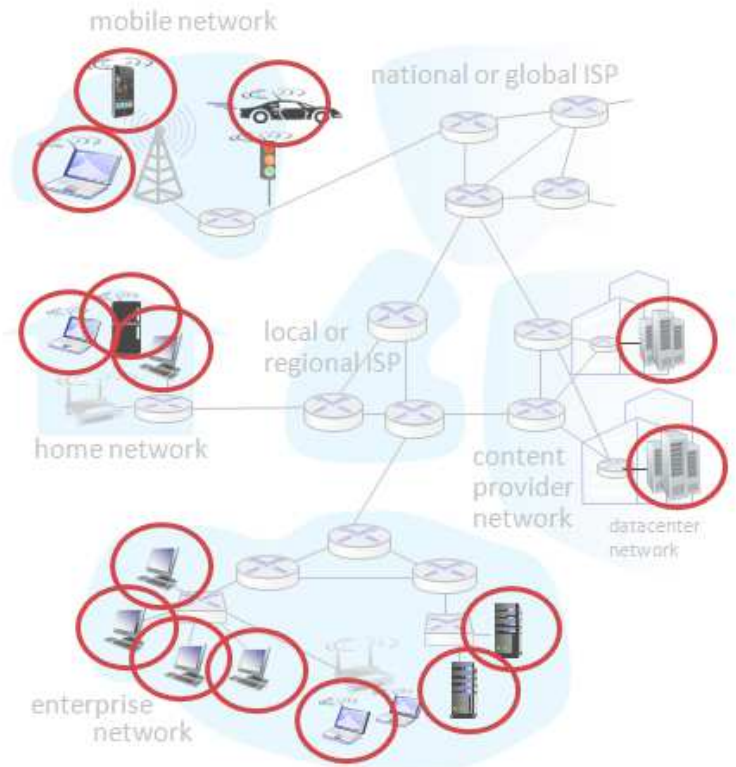 mobile network
national or global ISP
local or
regional ISP
home network
content
provider
network
datacenter
network
enterprise
network